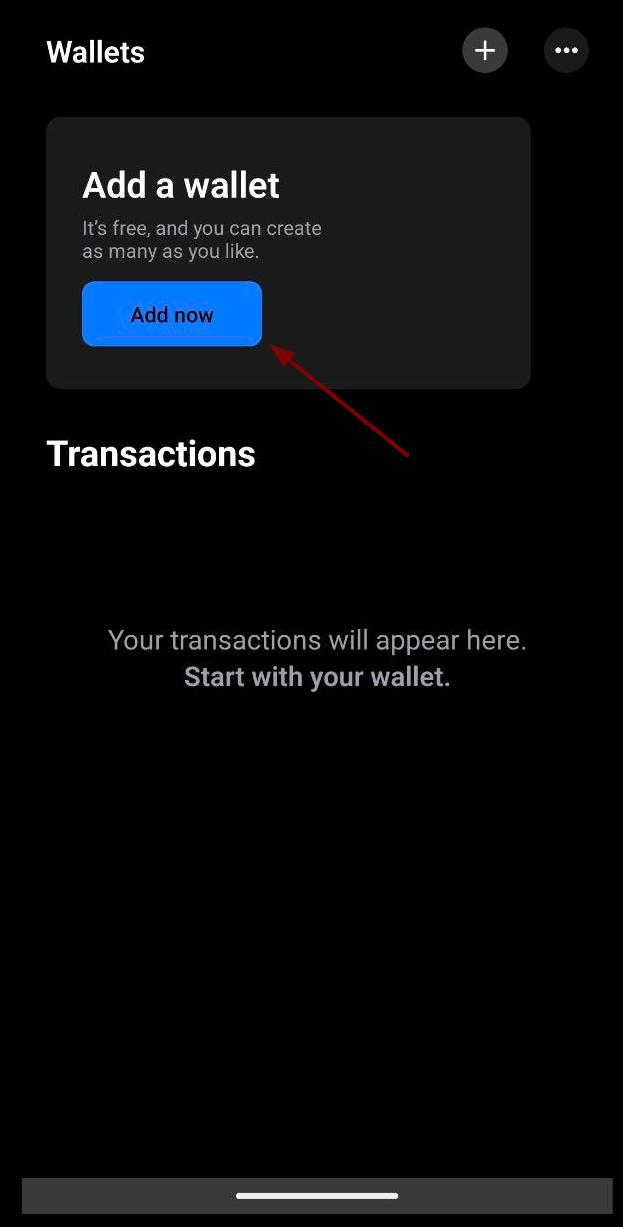 Wallets
Add a wallet
It's free, and you can create
as many as you like.
Add now
Transactions
Your transactions will appear here.
Start with your wallet.